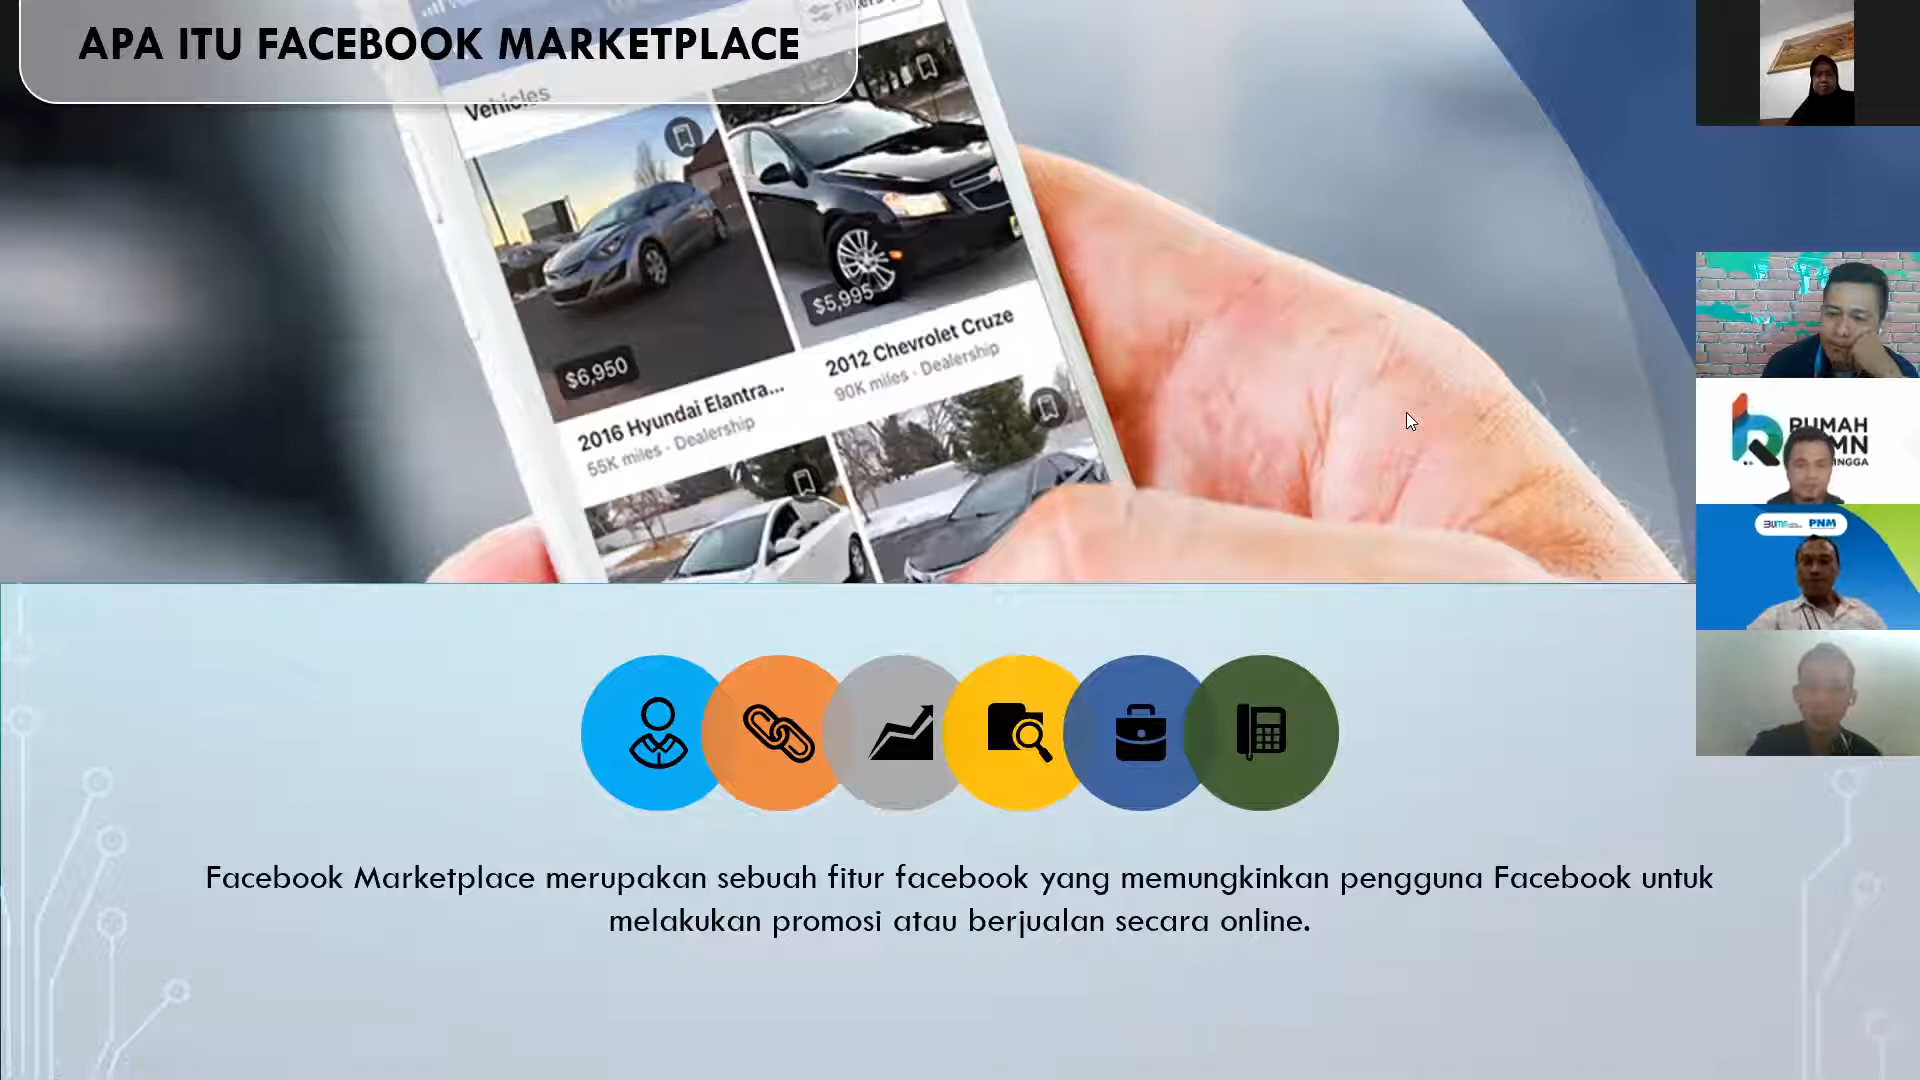 APA ITU FACEBOOK MARKETPLACE
Filters
Vehicles
$5,995
$6,950
2012 Chevrolet Cruze
90K miles · Dealership
2016 Hyundai Elantra...
55K miles · Dealership
RUMAH
BUMN
PNM
Facebook Marketplace merupakan sebuah fitur facebook yang memungkinkan pengguna Facebook untuk
melakukan promosi atau berjualan secara online.